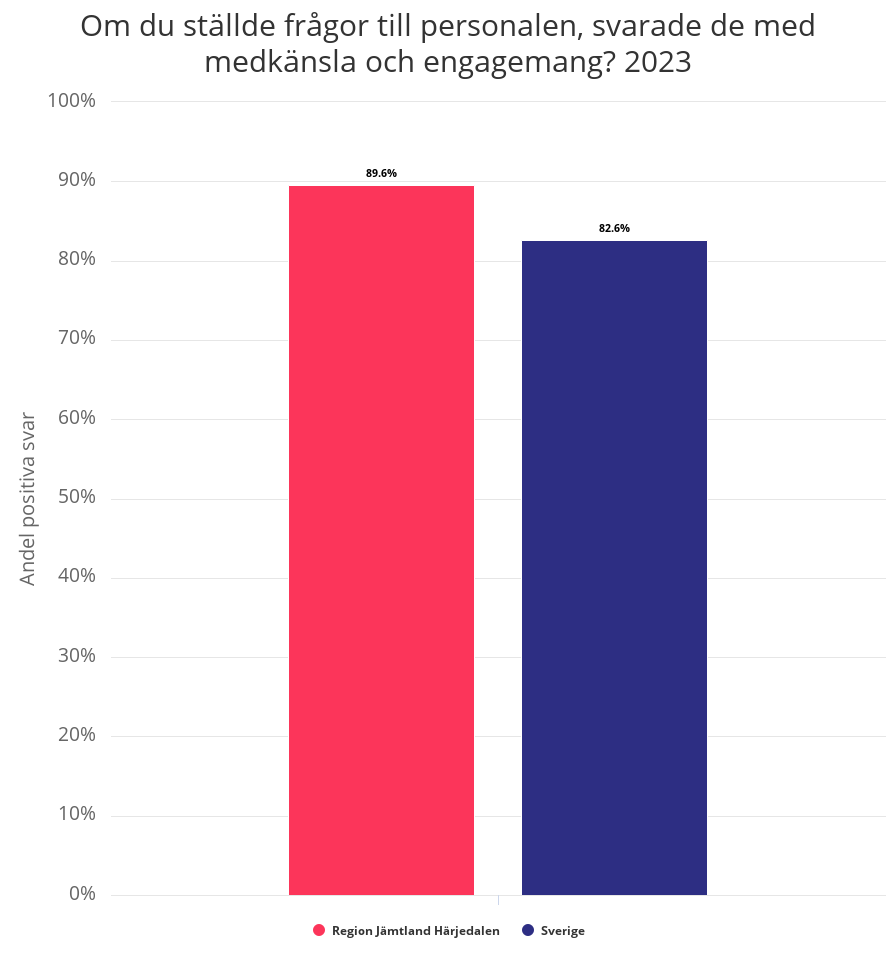 Om du ställde frågor till personalen, svarade de med
medkänsla och engagemang? 2023
100%
90%
80%
70%
60%
50%
40%
30%
20%
10%
0%
Andel positiva svar
89.6%
82.6%
Region Jämtland Härjedalen
Sverige